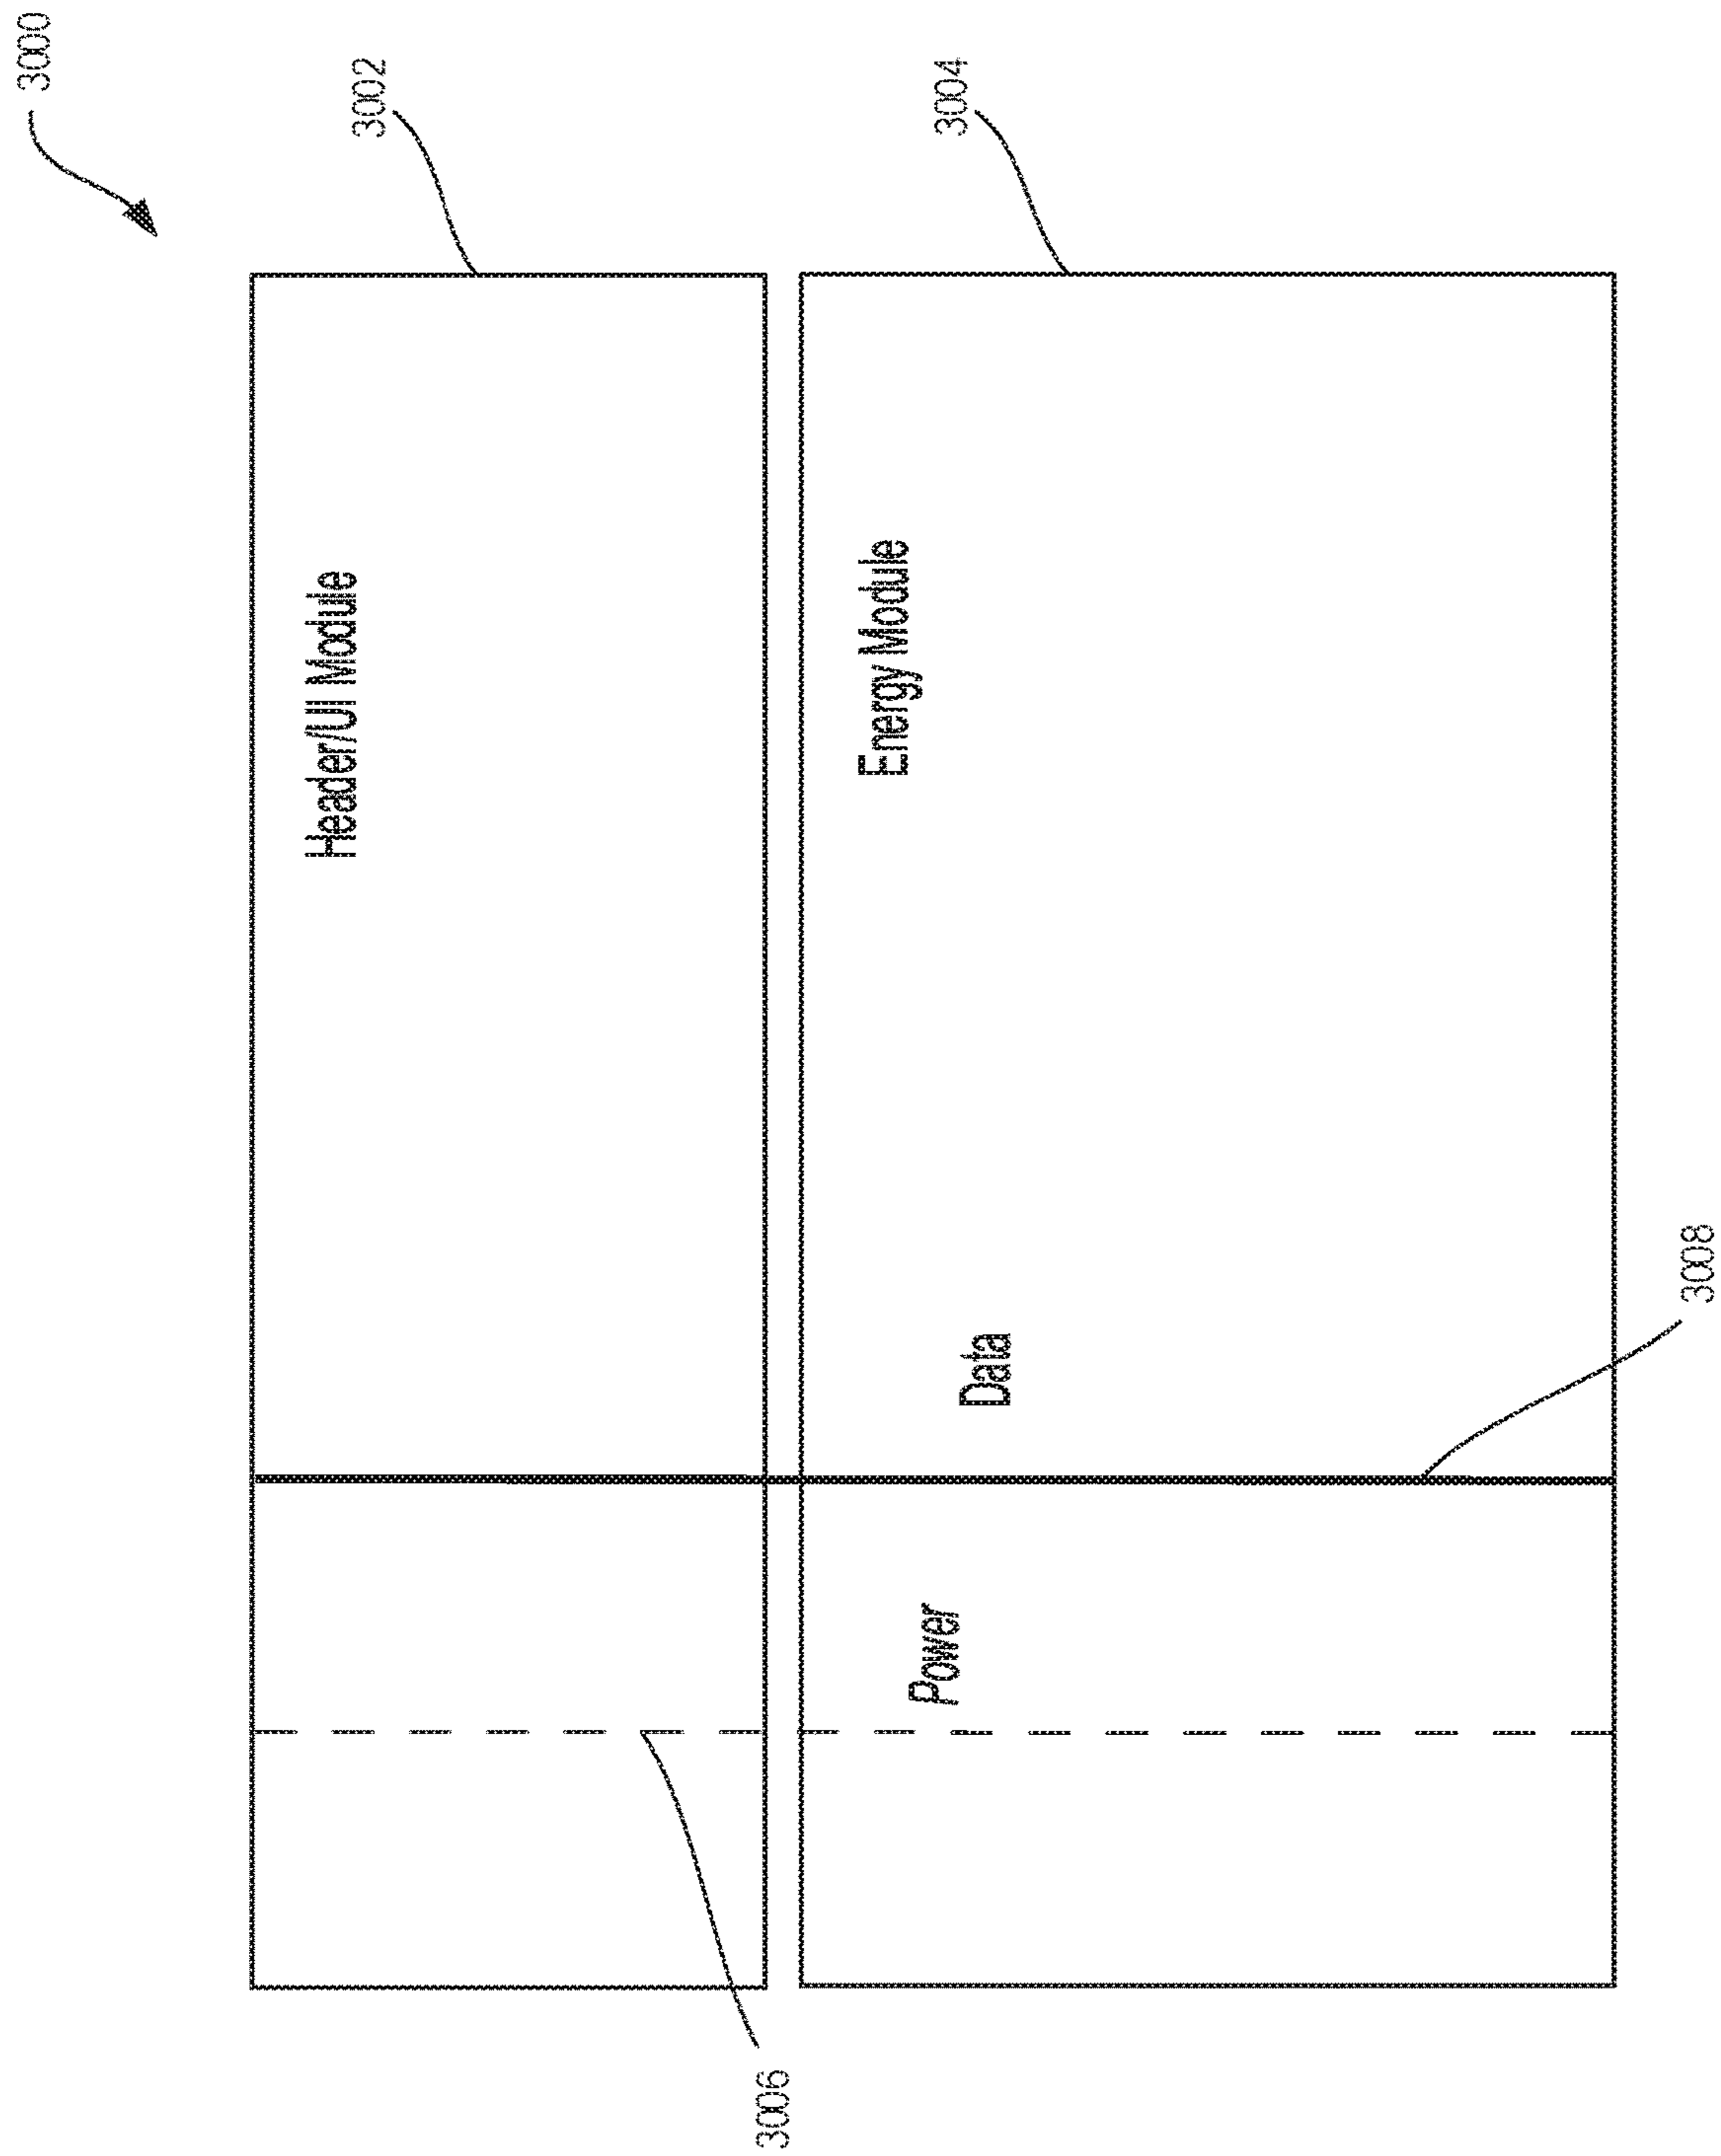 3000
3002
Header/UI Module
3004
Energy Module
Data
Power
3006
3008